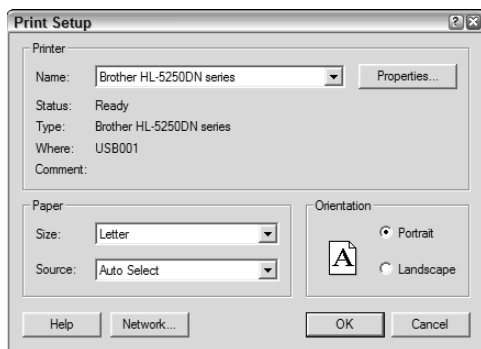 Print Setup
Printer
Name: Brother HL-5250DN series Properties...
Status: Ready
Type: Brother HL-5250DN series
Where: USB001
Comment:
Paper Orientation
Size: Letter Portrait
A
Source: Auto Select Landscape
Help Network... OK Cancel